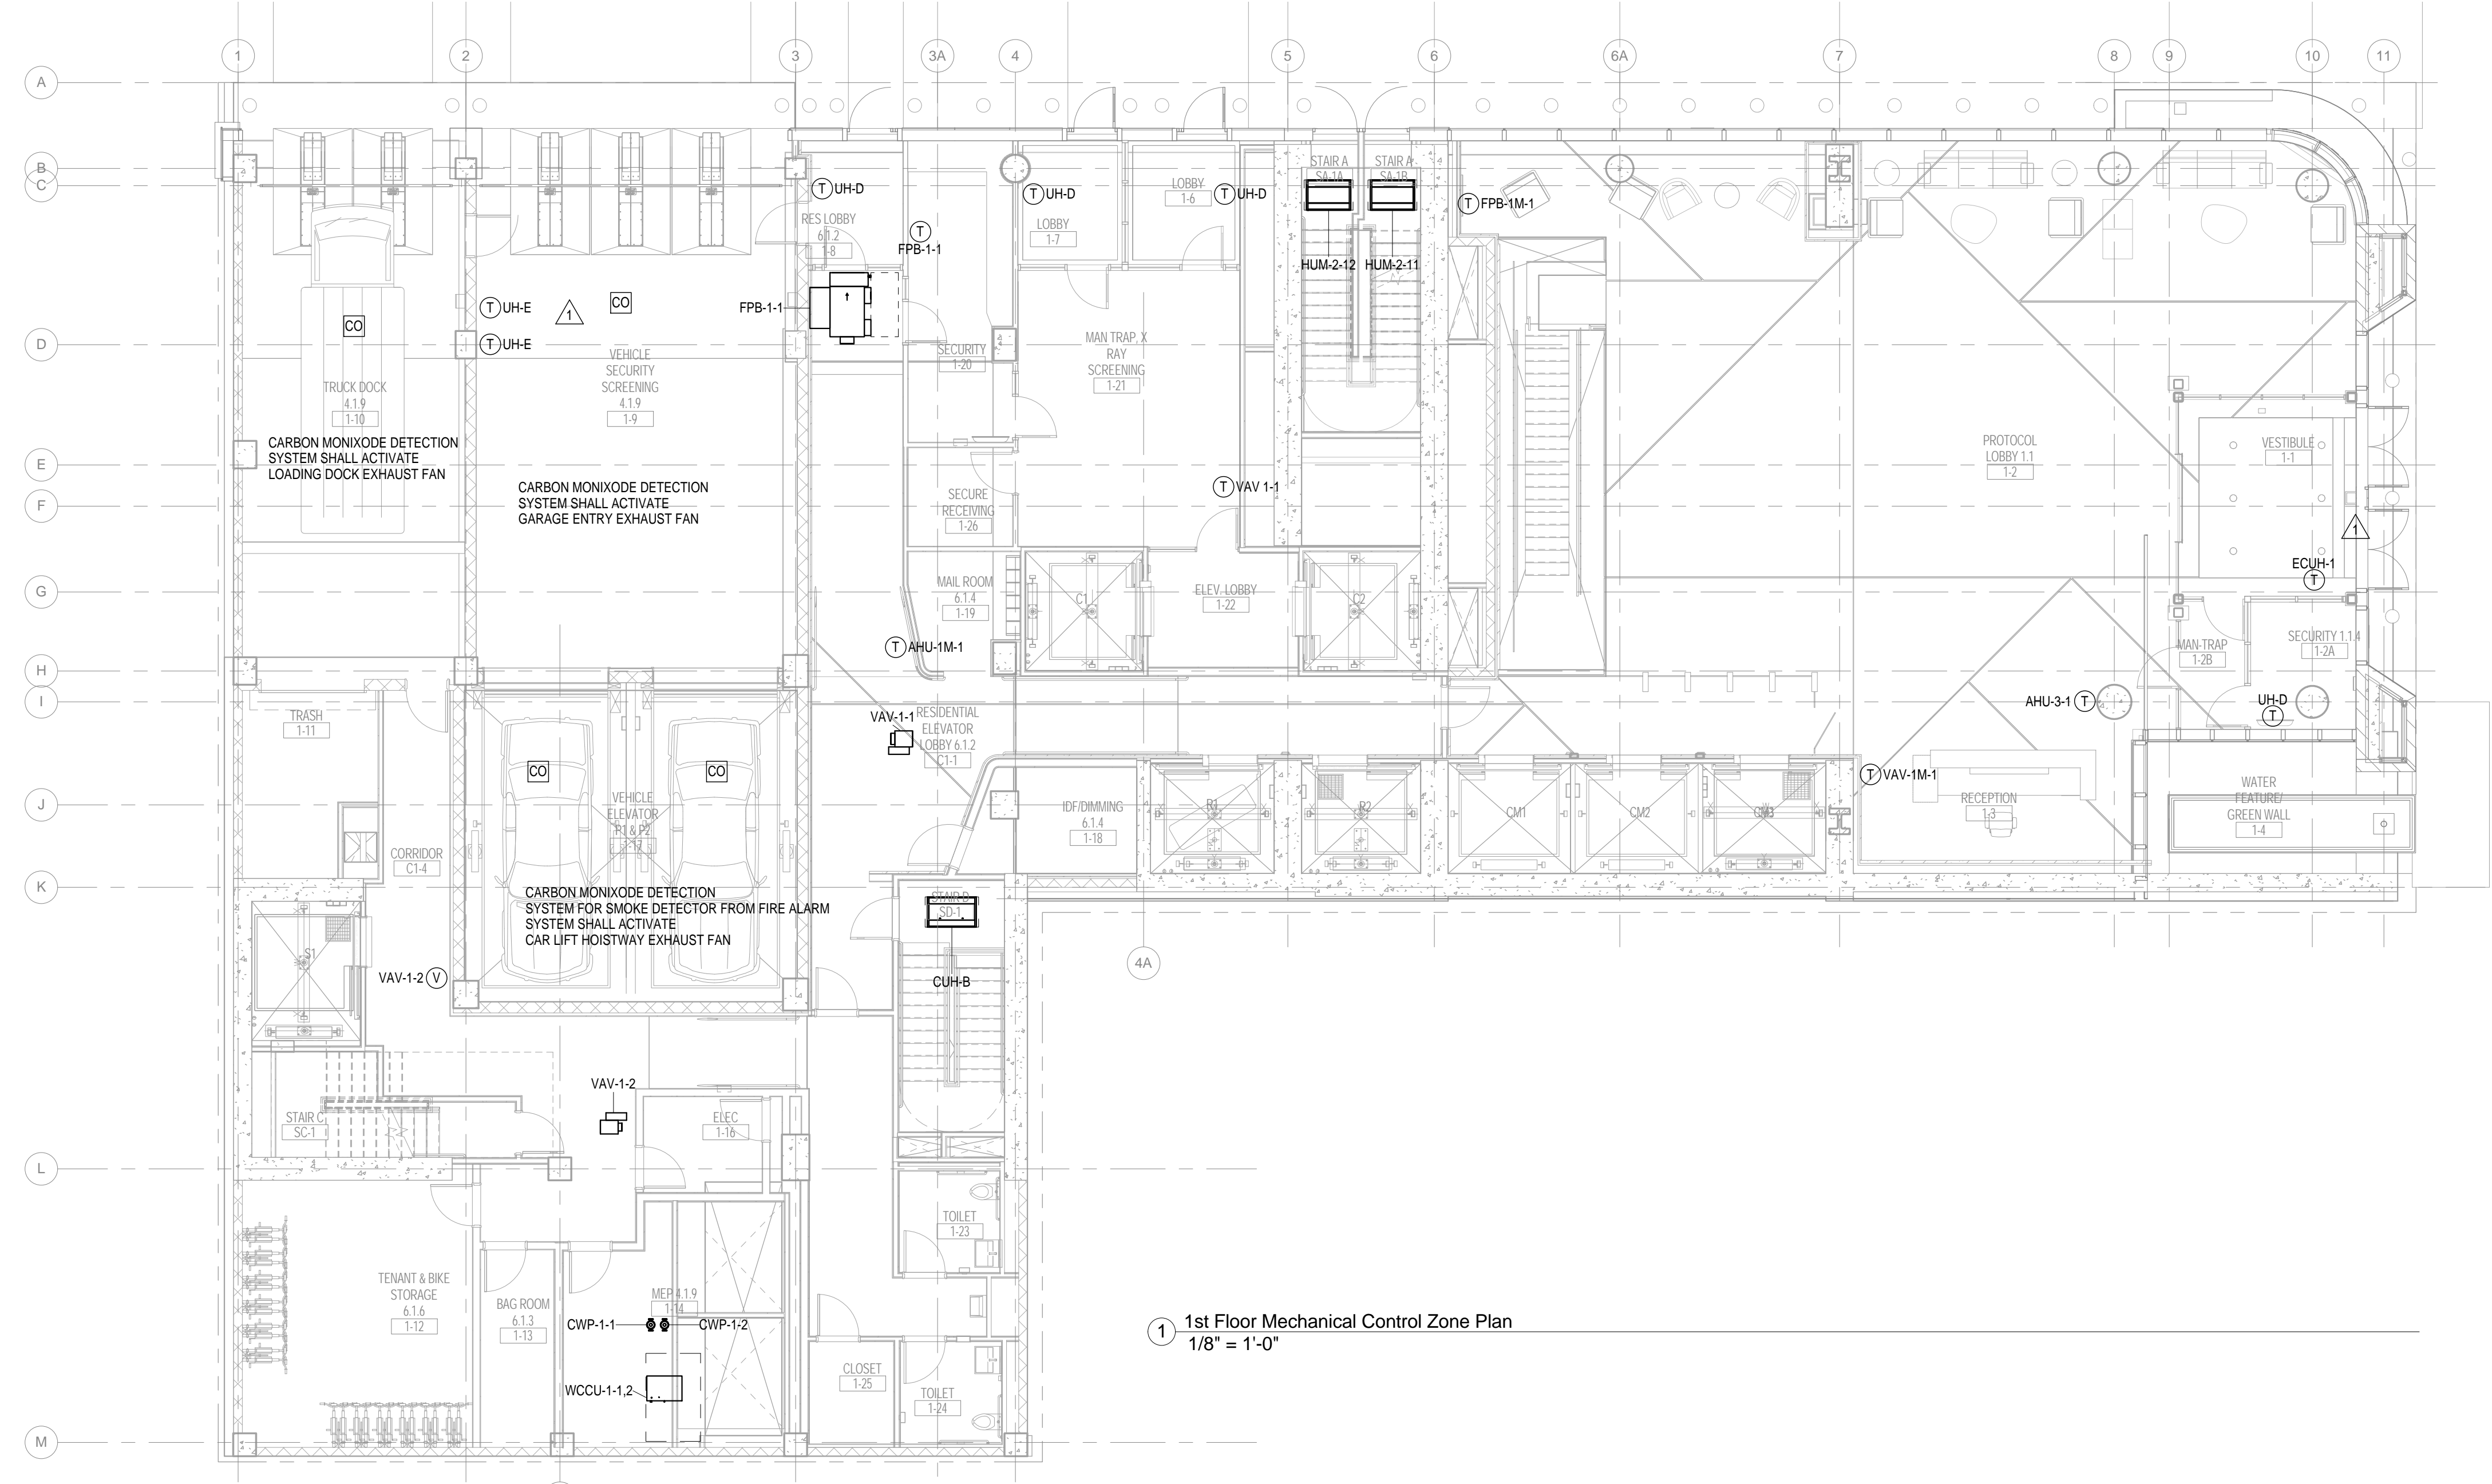 1
2
3
3A
4
5
6
6A
7
8
9
10
11
A
B
C
D
E
F
G
H
I
J
K
L
M
4A
STAIR A
SA-1A
STAIR A
SA-1B
HUM-2-12
HUM-2-11
T UH-D
RES LOBBY
6.1.2
1-8
T
FPB-1-1
T UH-D
LOBBY
1-7
LOBBY
1-6
T UH-D
T FPB-1M-1
FPB-1-1
T UH-E
1
CO
CO
T UH-E
VEHICLE
SECURITY
SCREENING
4.1.9
1-9
TRUCK DOCK
4.1.9
1-10
CARBON MONIXODE DETECTION
SYSTEM SHALL ACTIVATE
LOADING DOCK EXHAUST FAN
CARBON MONIXODE DETECTION
SYSTEM SHALL ACTIVATE
GARAGE ENTRY EXHAUST FAN
SECURITY
1-20
MAN TRAP, X
RAY
SCREENING
1-21
SECURE
RECEIVING
1-26
T VAV 1-1
PROTOCOL
LOBBY 1.1
1-2
VESTIBULE
1-1
1
ECUH-1
T
MAIL ROOM
6.1.4
1-19
C1
ELEV. LOBBY
1-22
C2
T AHU-1M-1
MAN-TRAP
1-2B
SECURITY 1.1.4
1-2A
AHU-3-1 T
UH-D
T
TRASH
1-11
VAV-1-1
RESIDENTIAL
ELEVATOR
LOBBY 6.1.2
C1-1
CO
CO
VEHICLE
ELEVATOR
P1 & P2
1-17
IDF/DIMMING
6.1.4
1-18
R1
R2
CM1
CM2
CM3
T VAV-1M-1
RECEPTION
1-3
WATER
FEATURE/
GREEN WALL
1-4
CORRIDOR
C1-4
CARBON MONIXODE DETECTION
SYSTEM FOR SMOKE DETECTOR FROM FIRE ALARM
SYSTEM SHALL ACTIVATE
CAR LIFT HOISTWAY EXHAUST FAN
STAIR D
SD-1
CUH-B
S1
VAV-1-2 V
VAV-1-2
STAIR C
SC-1
ELEC
1-16
TOILET
1-23
TENANT & BIKE
STORAGE
6.1.6
1-12
BAG ROOM
6.1.3
1-13
MEP 4.1.9
1-14
CWP-1-1
CWP-1-2
WCCU-1-1,2
CLOSET
1-25
TOILET
1-24
1 1st Floor Mechanical Control Zone Plan
1/8" = 1'-0"